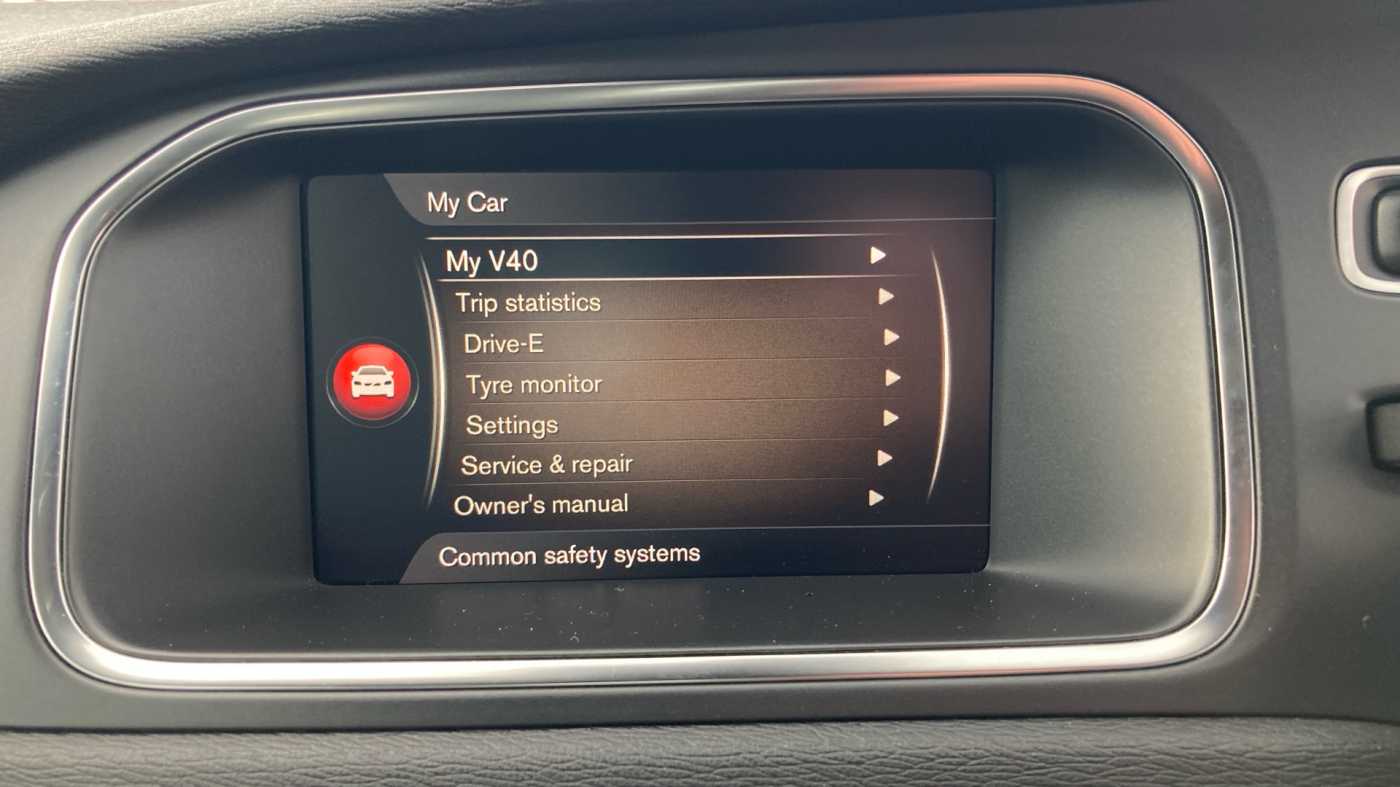 My Car
My V40
Trip statistics
Drive-E
Tyre monitor
Settings
Service & repair
Owner's manual
Common safety systems